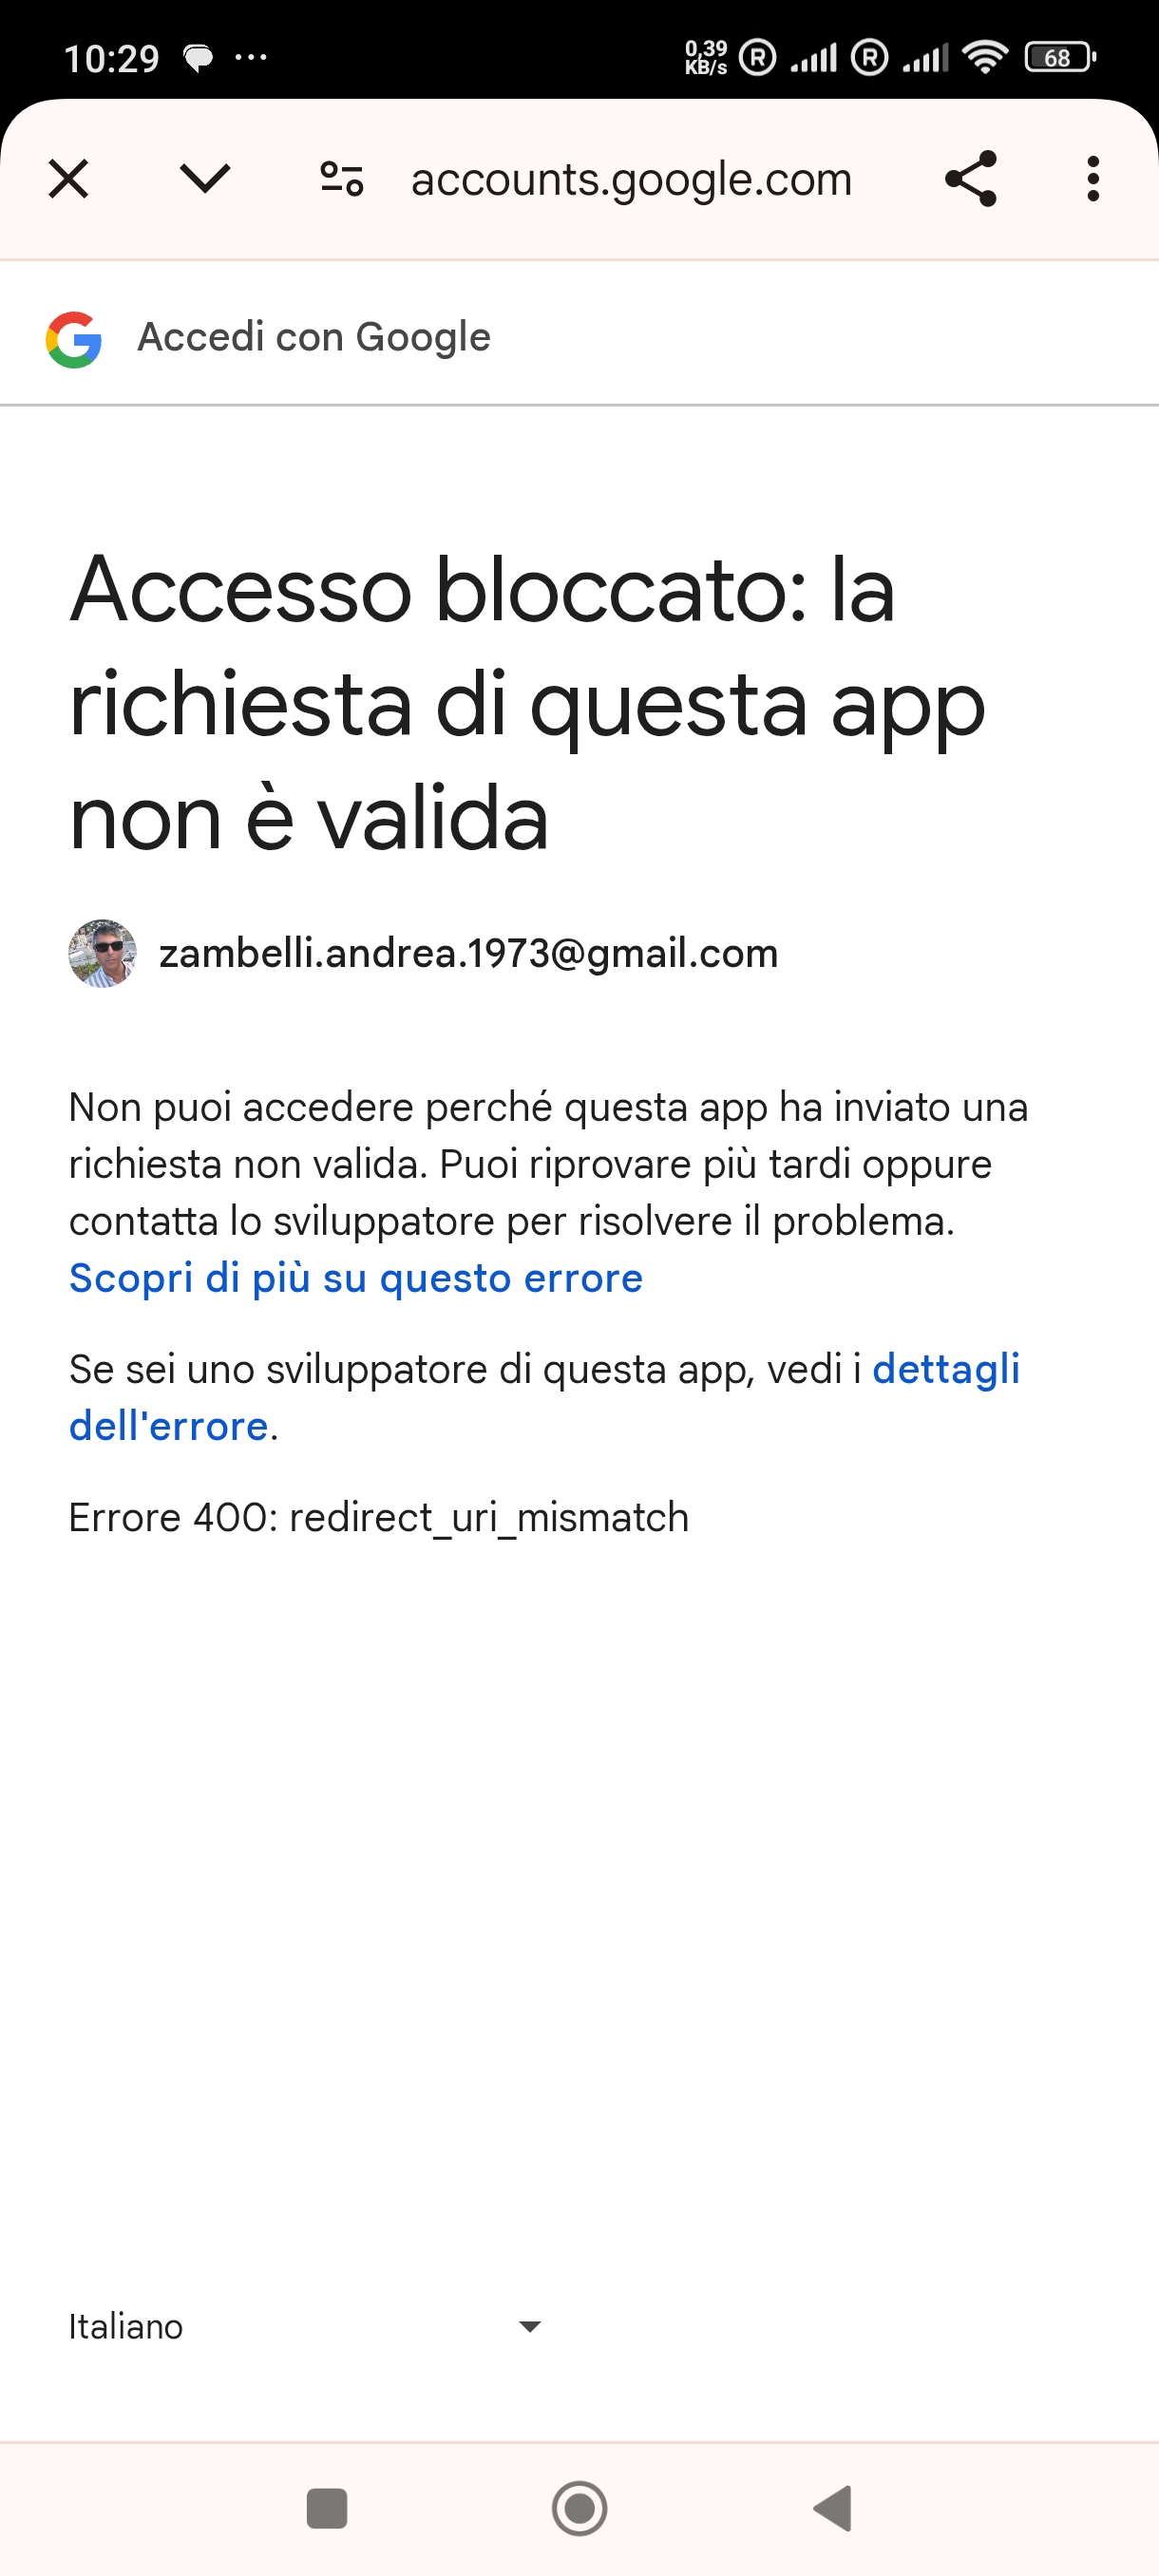 10:29
0,39
KB/s
R
R
68
accounts.google.com
Accedi con Google
Accesso bloccato: la
richiesta di questa app
non è valida
zambelli.andrea.1973@gmail.com
Non puoi accedere perché questa app ha inviato una
richiesta non valida. Puoi riprovare più tardi oppure
contatta lo sviluppatore per risolvere il problema.
Scopri di più su questo errore
Se sei uno sviluppatore di questa app, vedi i dettagli
dell'errore.
Errore 400: redirect_uri_mismatch
Italiano